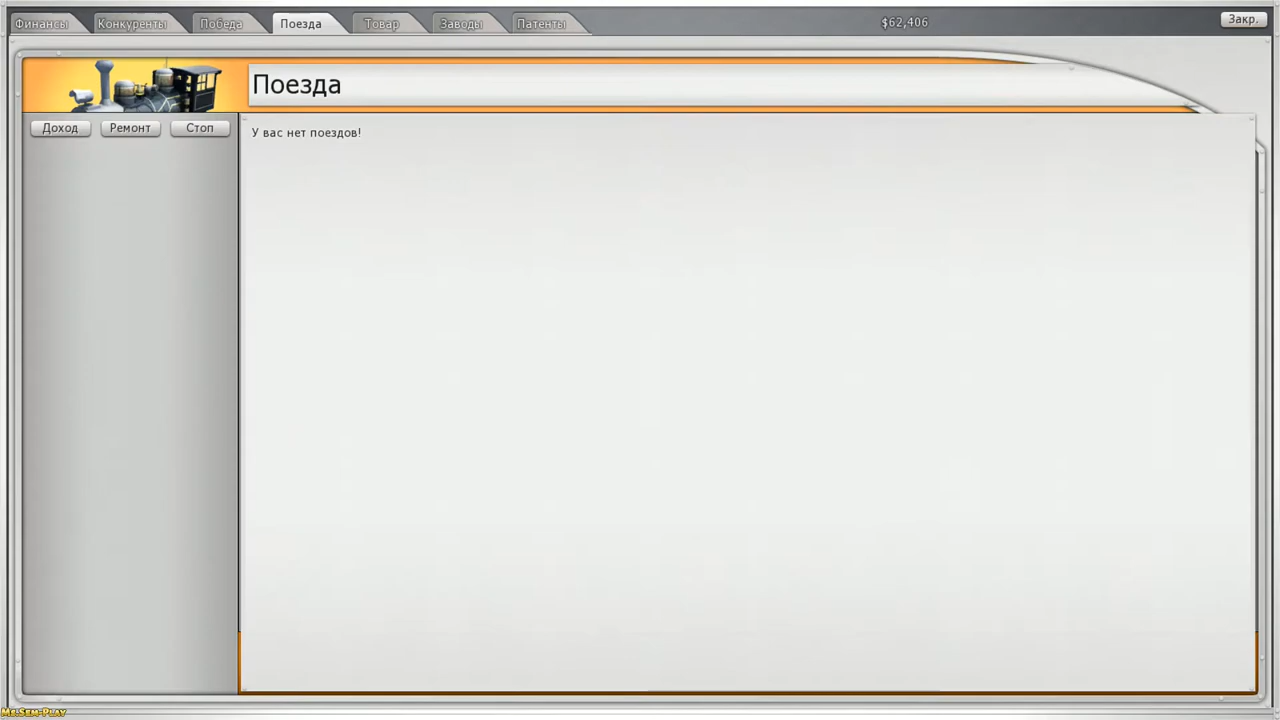 Финансы Конкуренты Победа Поезда Товар Заводы Патенты $62,406 Закр.
Поезда
Доход Ремонт Стоп
У вас нет поездов!
Mr.Sem-Play